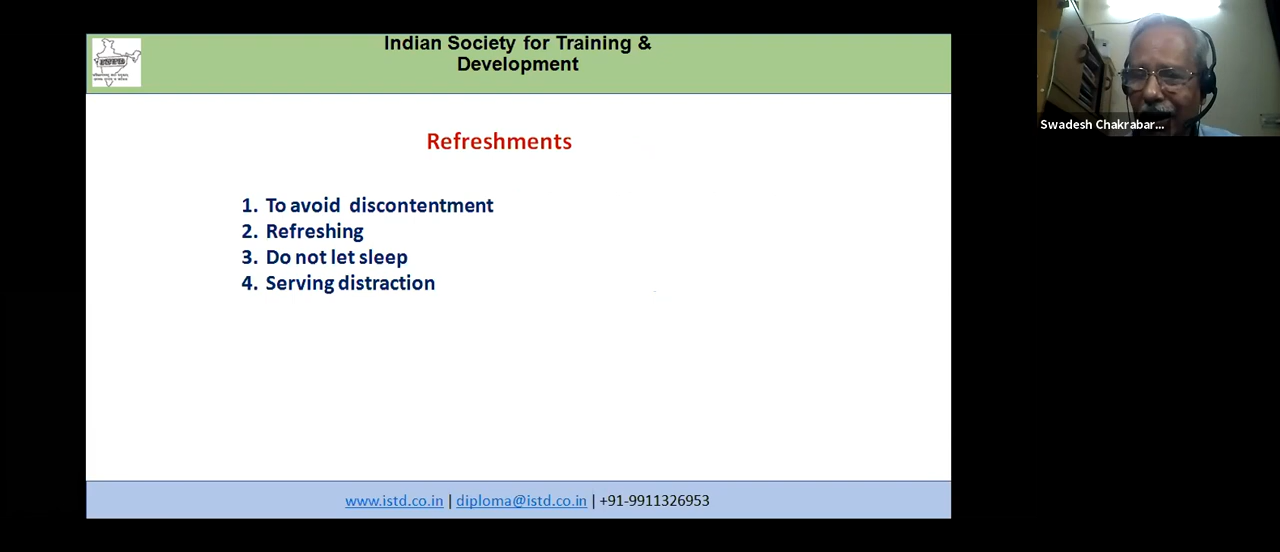 Indian Society for Training &
Development
Refreshments
1. To avoid discontentment
2. Refreshing
3. Do not let sleep
4. Serving distraction
www.istd.co.in | diploma@istd.co.in | +91-9911326953
Swadesh Chakrabar...